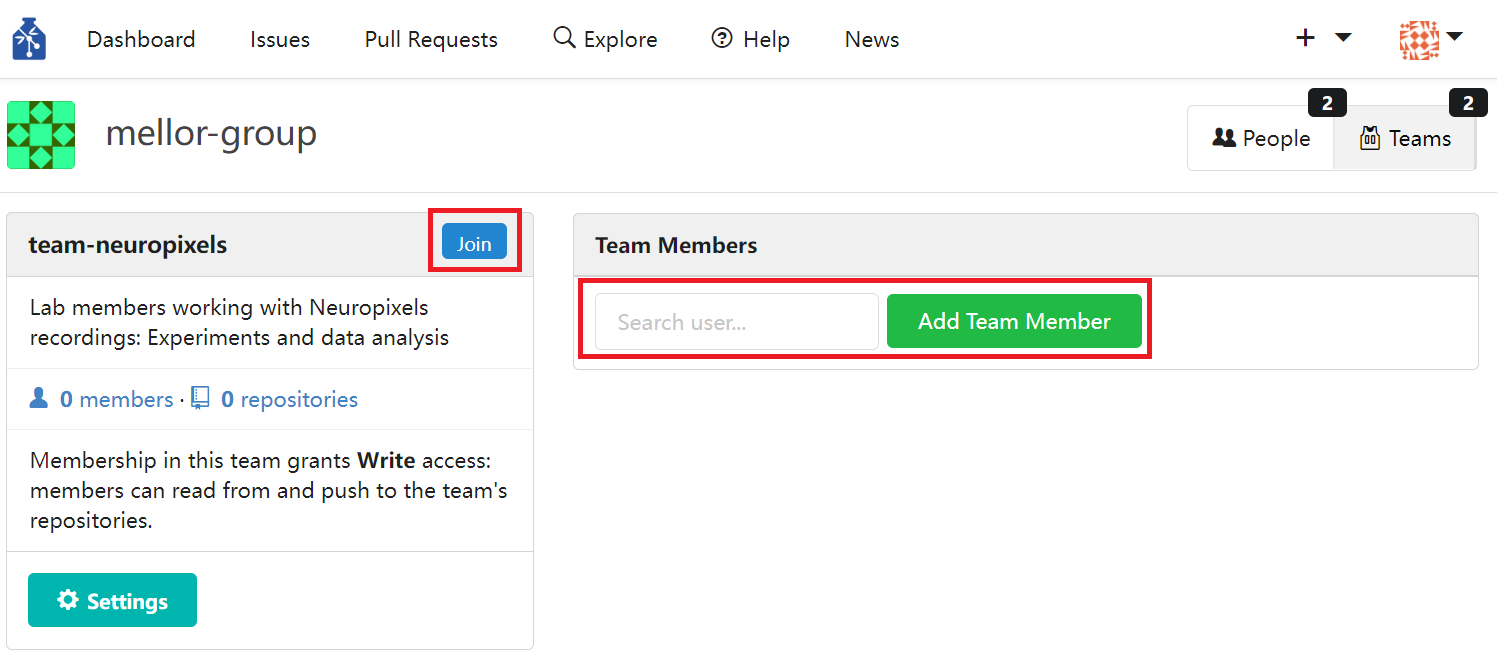 Dashboard Issues Pull Requests Explore Help News
mellor-group
2 2
People Teams
team-neuropixels Join
Lab members working with Neuropixels
recordings: Experiments and data analysis
0 members · 0 repositories
Membership in this team grants Write access:
members can read from and push to the team's
repositories.
Settings
Team Members
Search user...
Add Team Member